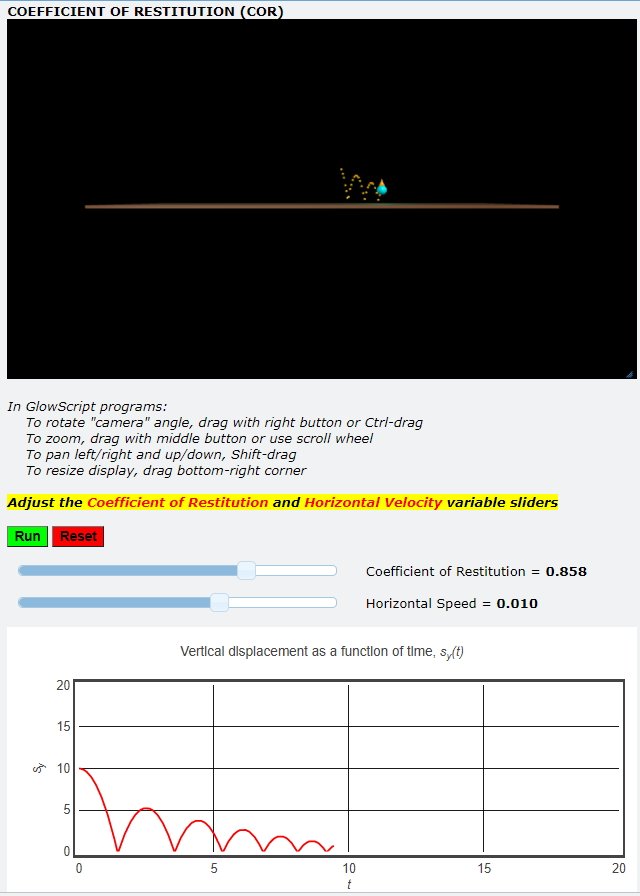 COEFFICIENT OF RESTITUTION (COR)
In GlowScript programs:
To rotate "camera" angle, drag with right button or Ctrl-drag
To zoom, drag with middle button or use scroll wheel
To pan left/right and up/down, Shift-drag
To resize display, drag bottom-right corner
Adjust the Coefficient of Restitution and Horizontal Velocity variable sliders
Run Reset
Coefficient of Restitution = 0.858
Horizontal Speed = 0.010
Vertical displacement as a function of time, sy(t)
20
15
10
5
0
sy
0 5 10 15 20
t